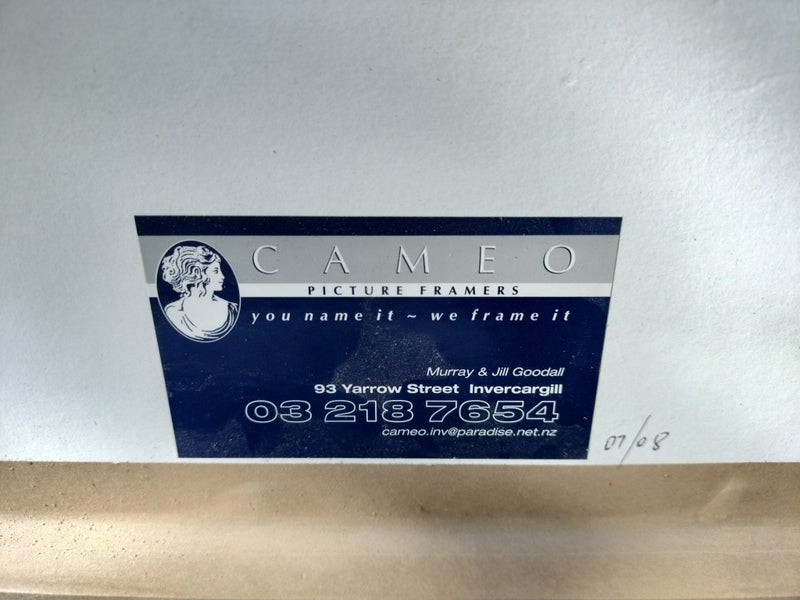 CAMEO
PICTURE FRAMERS
you name it ~ we frame it
Murray & Jill Goodall
93 Yarrow Street Invercargill
03 218 7654
cameo.inv@paradise.net.nz
07/08